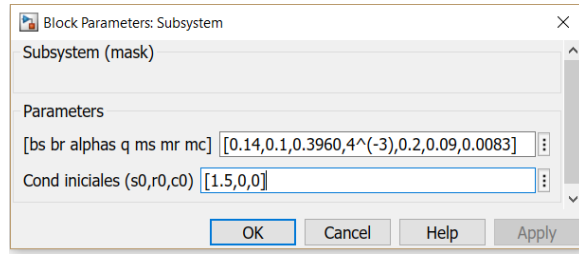 Block Parameters: Subsystem
Subsystem (mask)
Parameters
[bs br alphas q ms mr mc] [0.14,0.1,0.3960,4^(-3),0.2,0.09,0.0083]
Cond iniciales (s0,r0,c0) [1.5,0,0]
OK Cancel Help Apply